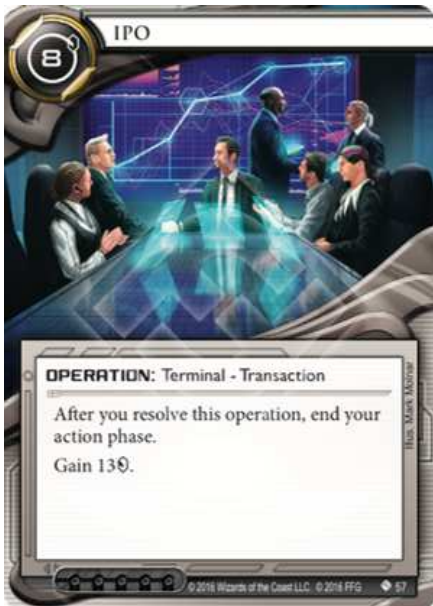 IPO
8
OPERATION: Terminal - Transaction
After you resolve this operation, end your
action phase.
Gain 13
Illus. Mark Molnar
© 2016 Wizards of the Coast LLC. © 2016 FFG 57